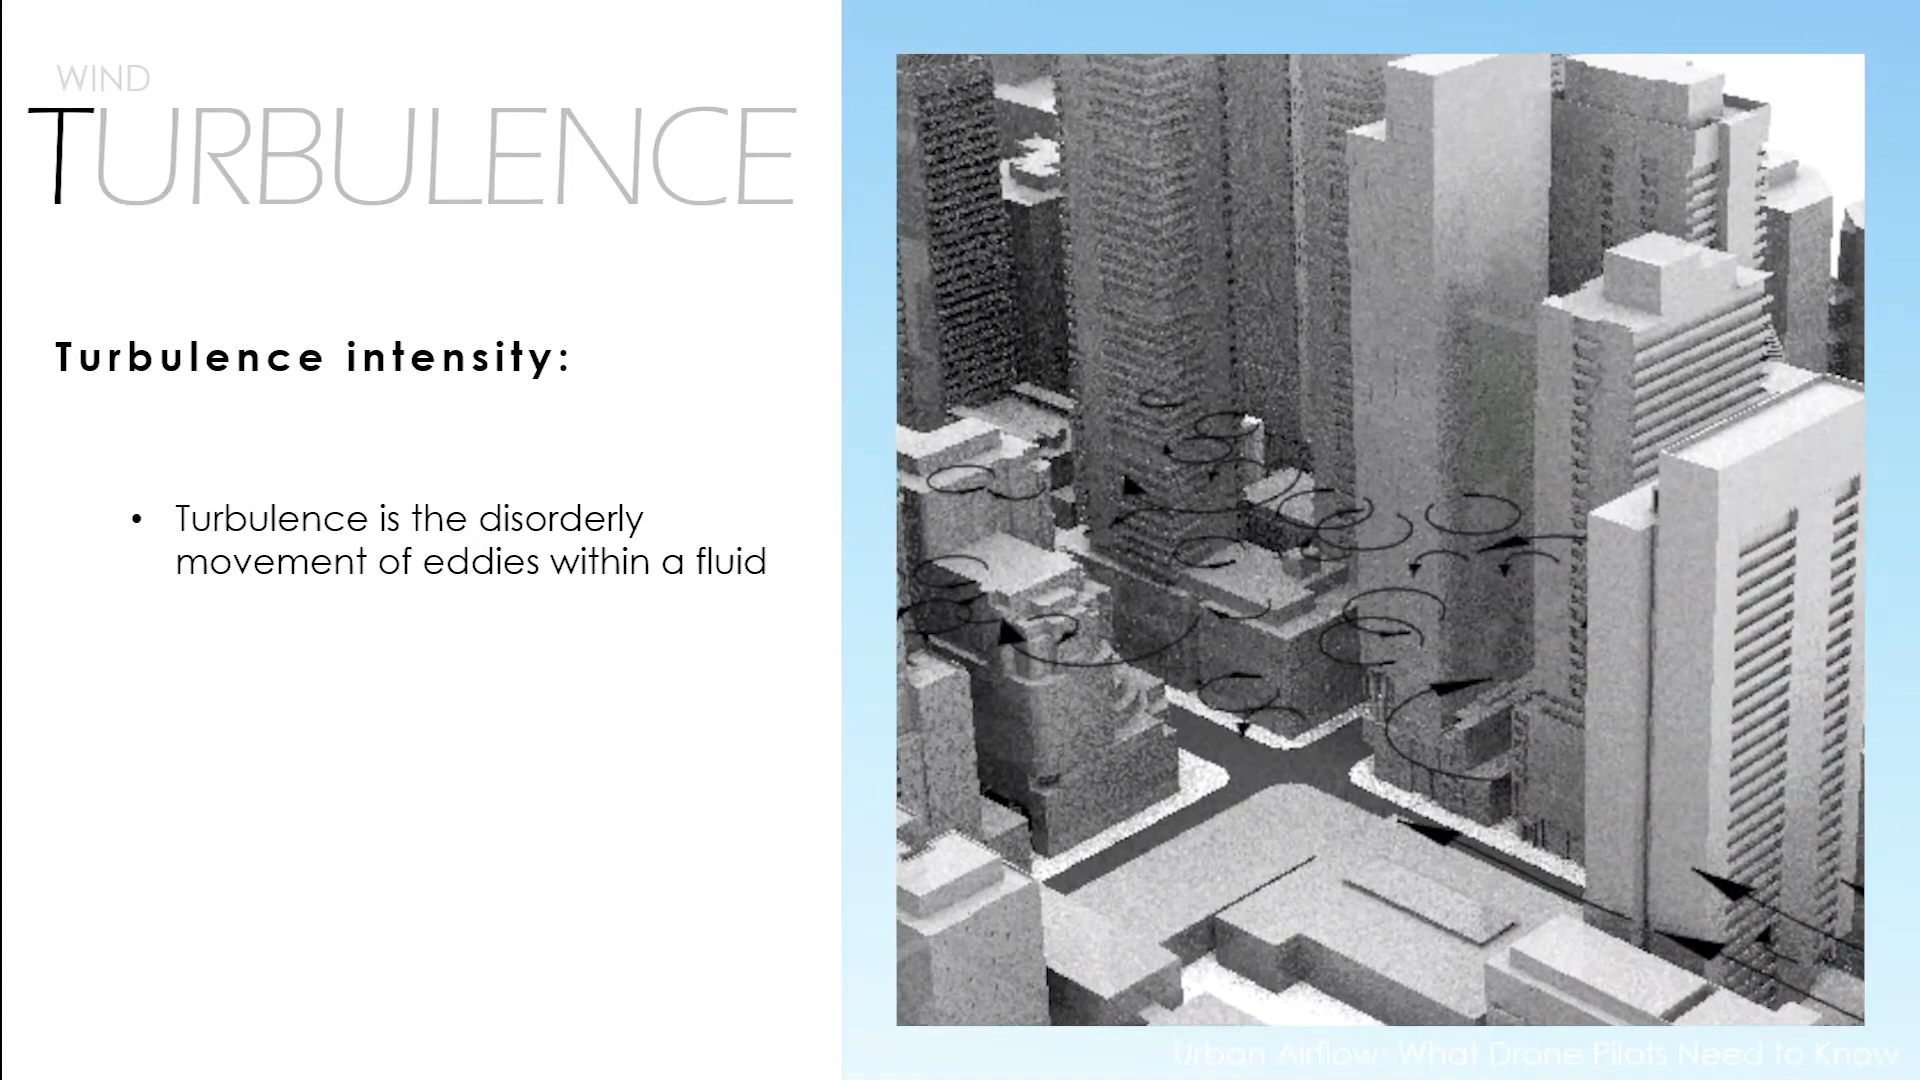 WIND
TURBULENCE
Turbulence intensity:
• Turbulence is the disorderly
movement of eddies within a fluid
Urban Airflow: What Drone Pilots Need to Know